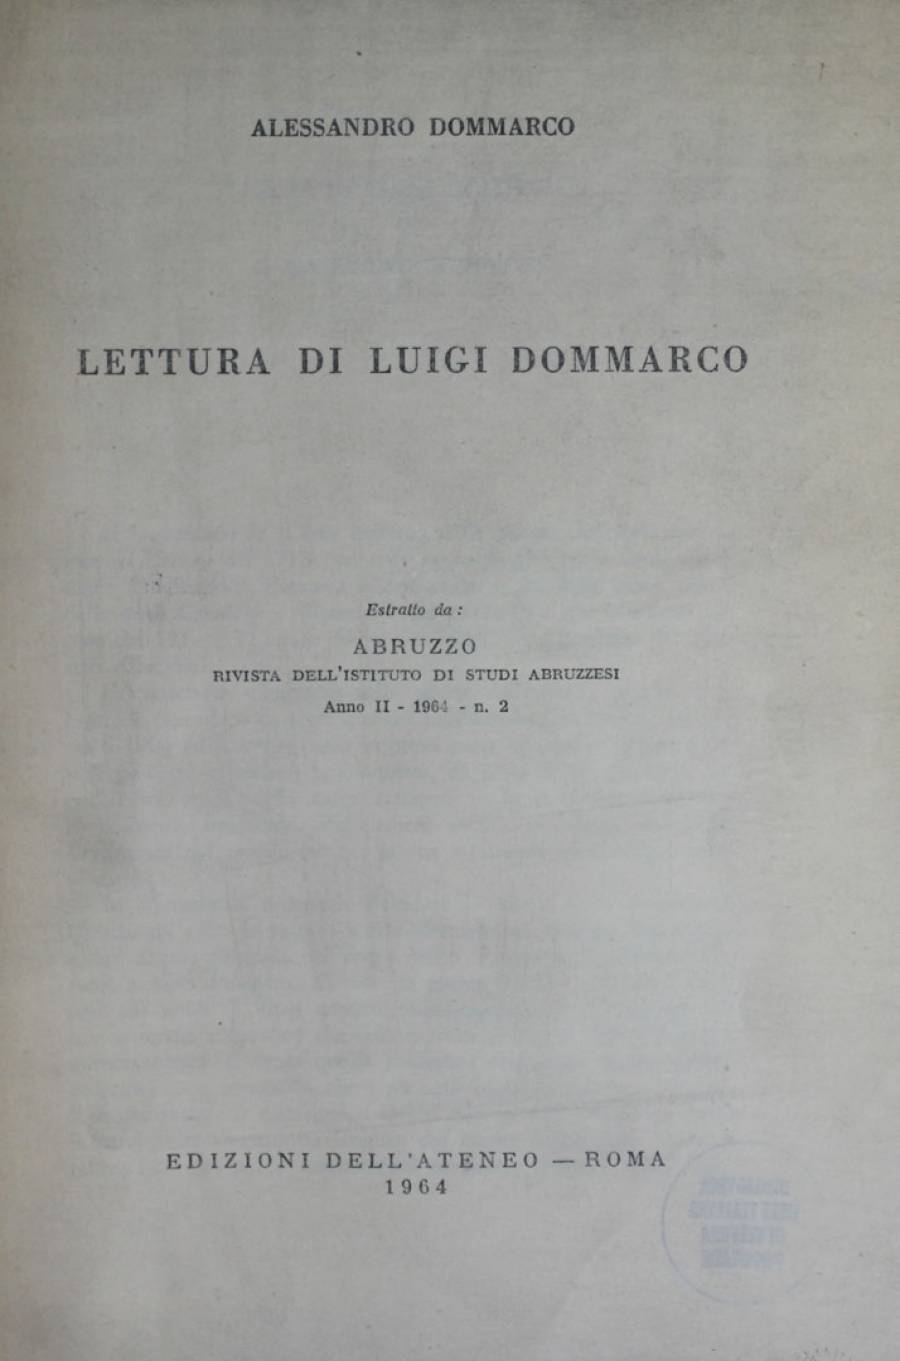 ALESSANDRO DOMMARCO
LETTURA DI LUIGI DOMMARCO
Estratto da :
ABRUZZO
RIVISTA DELL'ISTITUTO DI STUDI ABRUZZESI
Anno II - 1964 - n. 2
EDIZIONI DELL'ATENEO — ROMA
1964